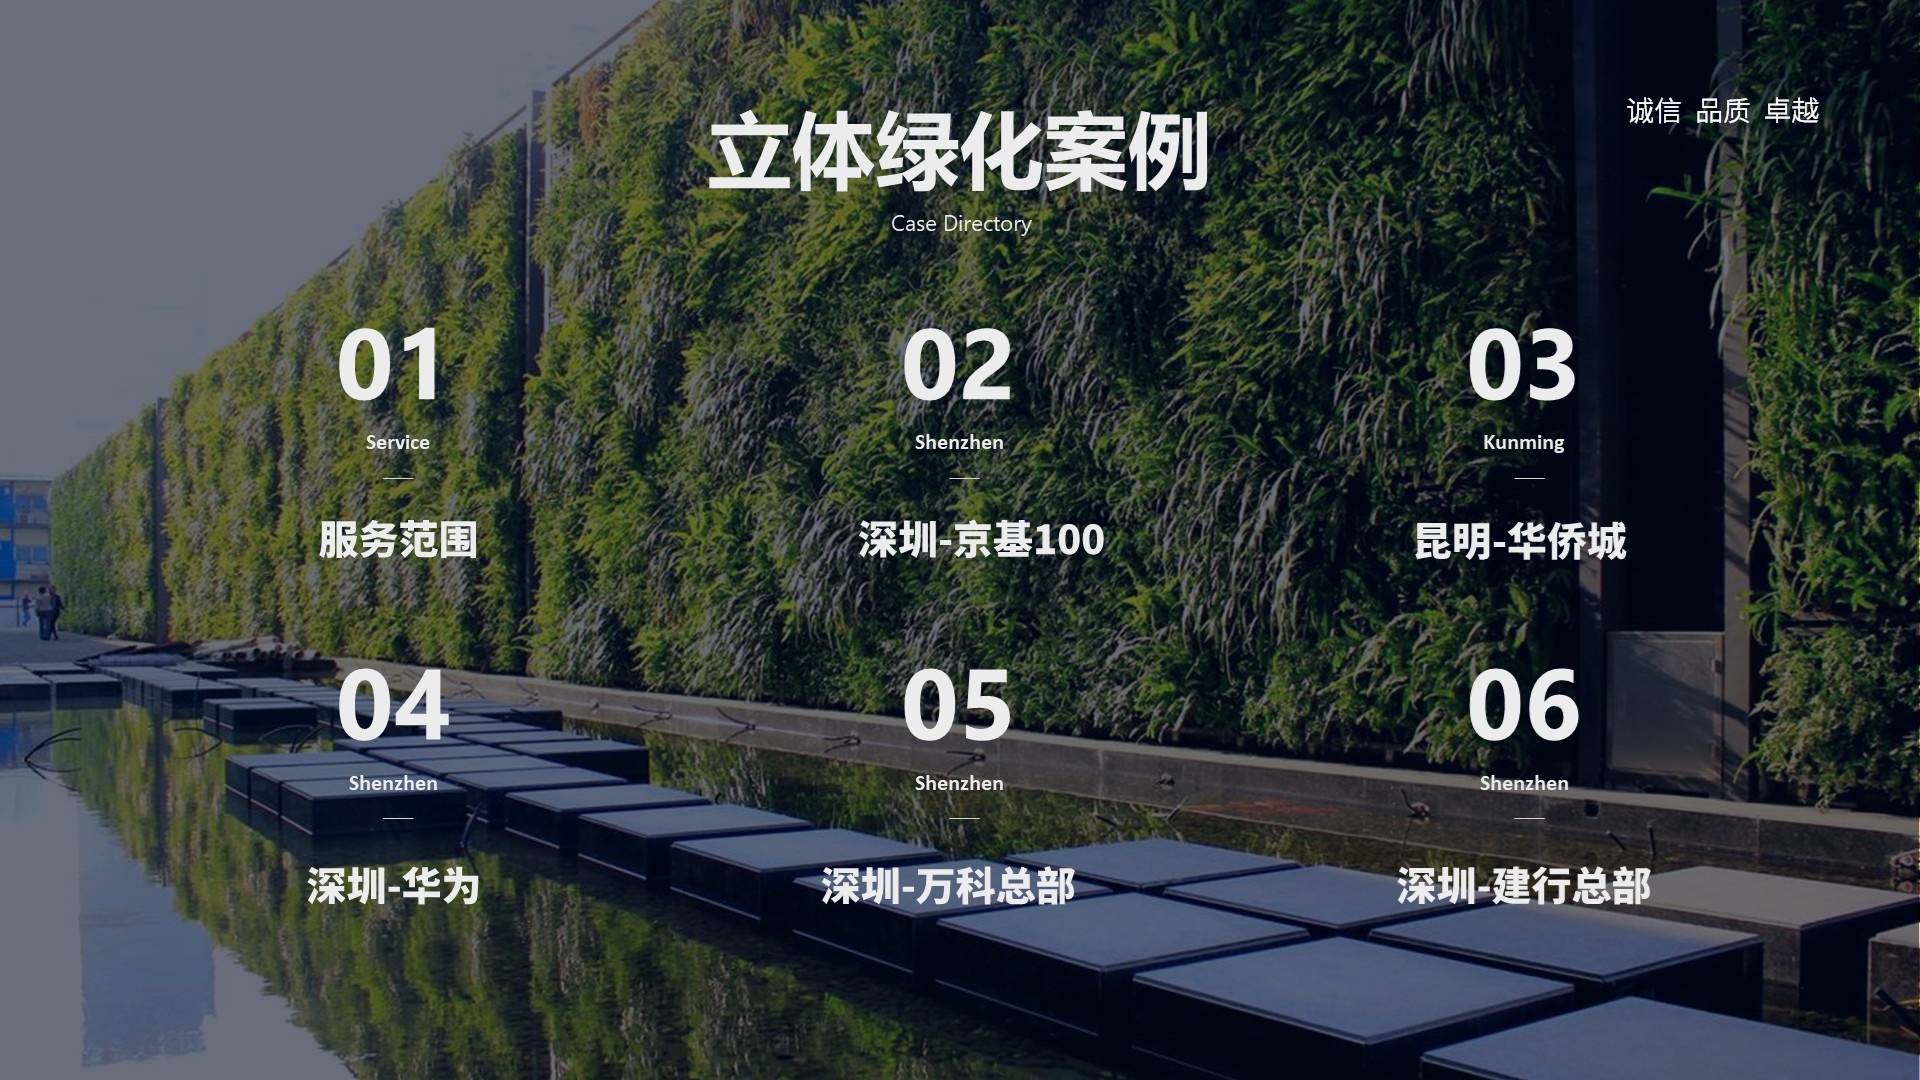 诚信 品质 卓越
立体绿化案例
Case Directory
01
Service
服务范围
02
Shenzhen
深圳-京基100
03
Kunming
昆明-华侨城
04
Shenzhen
深圳-华为
05
Shenzhen
深圳-万科总部
06
Shenzhen
深圳-建行总部